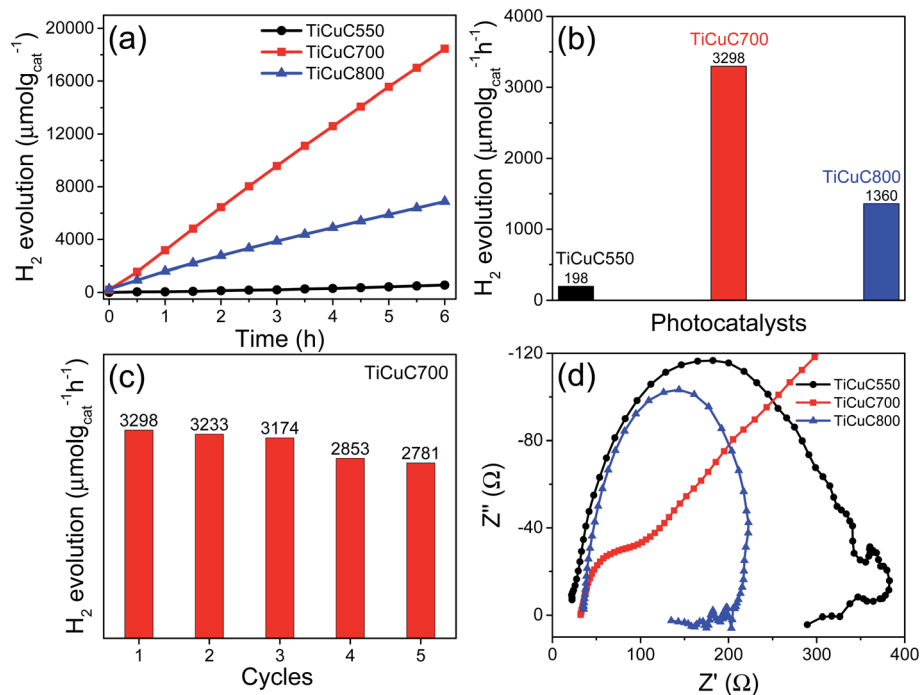 (a)
TiCuC550
TiCuC700
TiCuC800
H₂ evolution (μmolg_cat⁻¹)
20000
16000
12000
8000
4000
0
0 1 2 3 4 5 6
Time (h)
(b)
H₂ evolution (μmolg_cat⁻¹h⁻¹)
4000
3000
2000
1000
0
TiCuC550
198
TiCuC700
3298
TiCuC800
1360
Photocatalysts
(c)
TiCuC700
H₂ evolution (μmolg_cat⁻¹h⁻¹)
3298 3233 3174 2853 2781
1 2 3 4 5
Cycles
(d)
TiCuC550
TiCuC700
TiCuC800
Z'' (Ω)
-120
-80
-40
0
0 100 200 300 400
Z' (Ω)